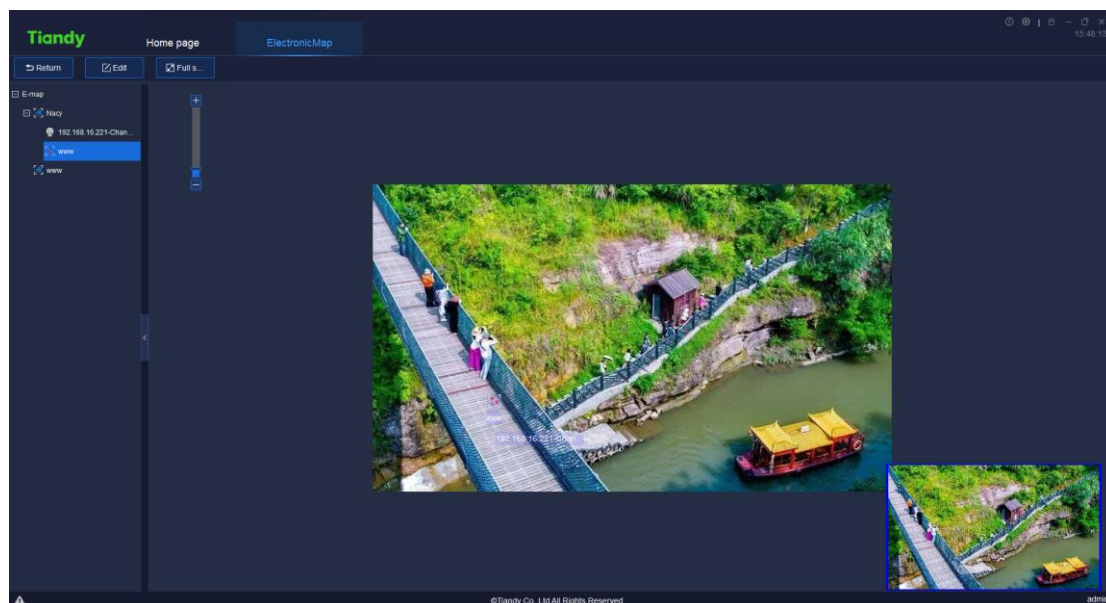 Tiandy
Home page
ElectronicMap
15:48:13
Return
Edit
Full s...
E-map
Nacy
192.168.16.221-Chan...
www
www
www
192.168.16.221-Chan...
©Tiandy Co.,Ltd.All Rights Reserved
admin